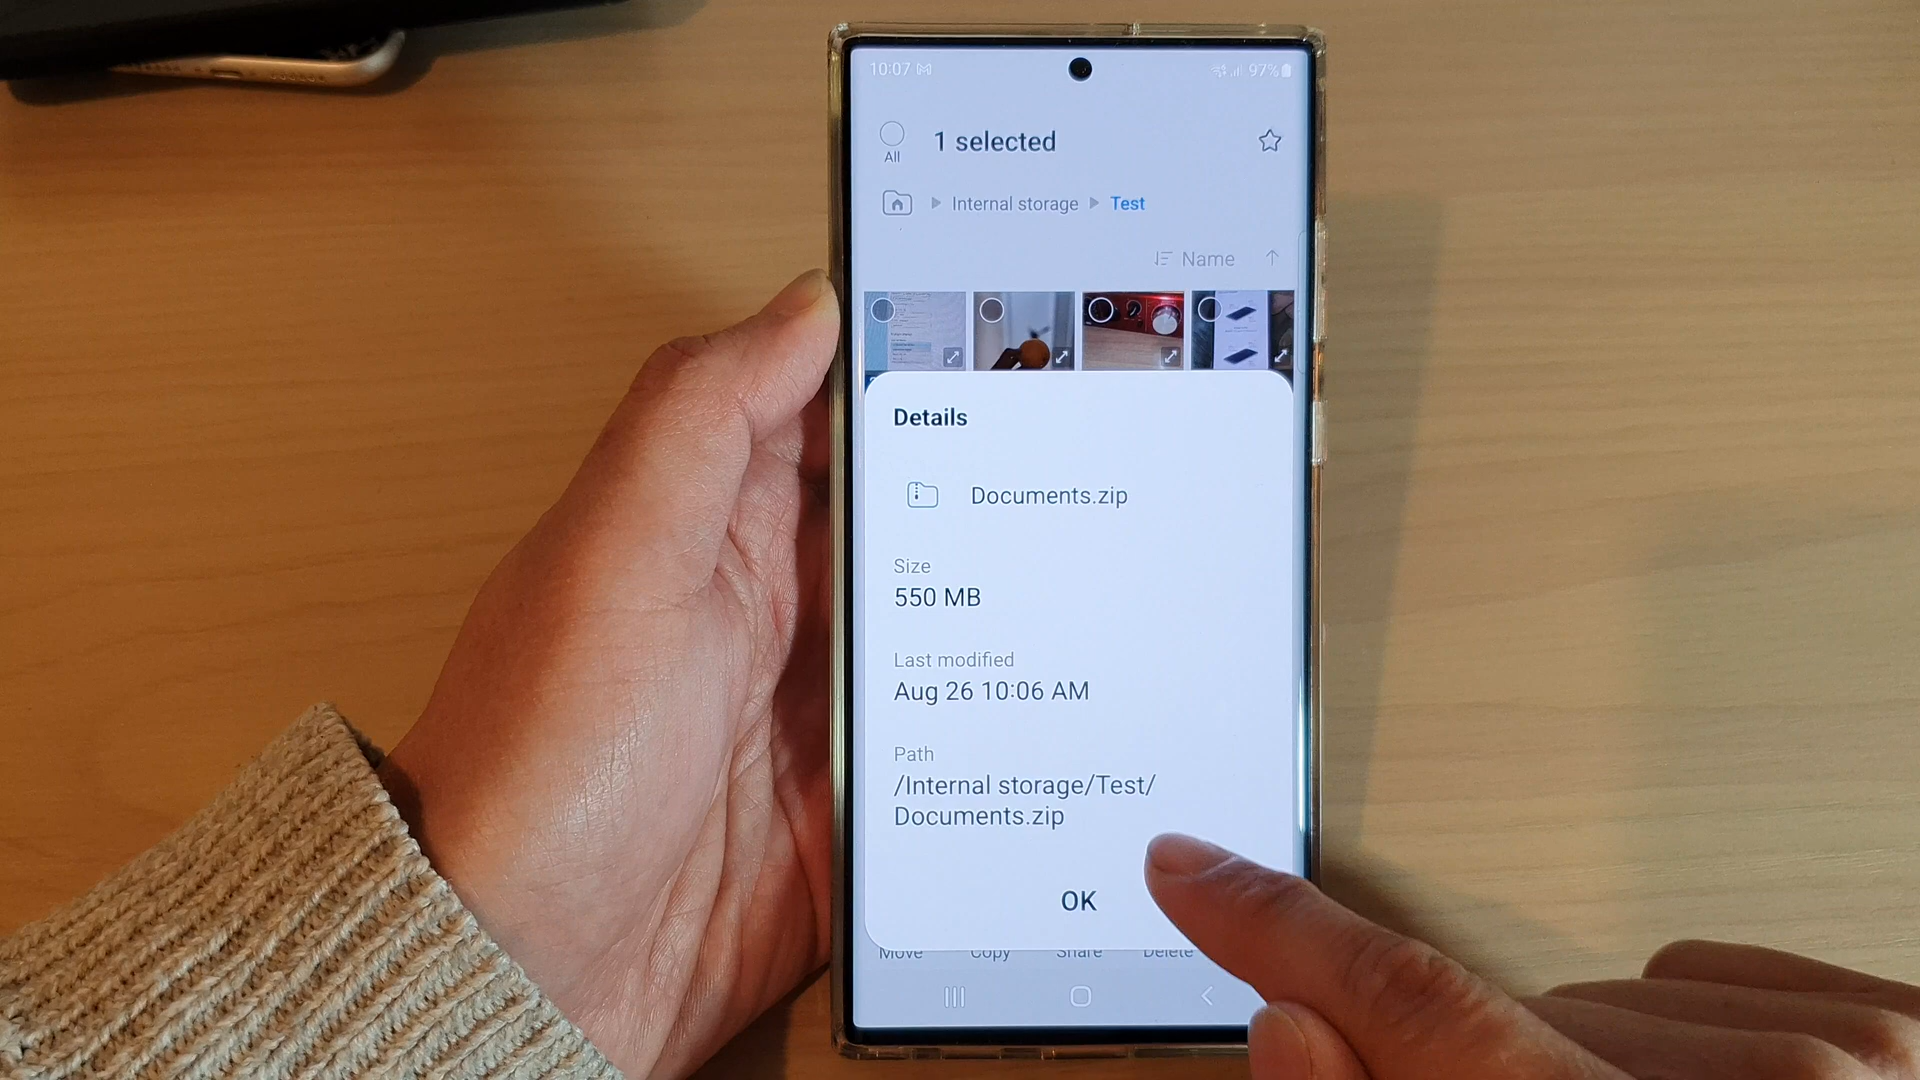 10:07 97%
1 selected
All
Internal storage Test
Name
Details
Documents.zip
Size
550 MB
Last modified
Aug 26 10:06 AM
Path
/Internal storage/Test/
Documents.zip
OK
Move Copy Share Delete